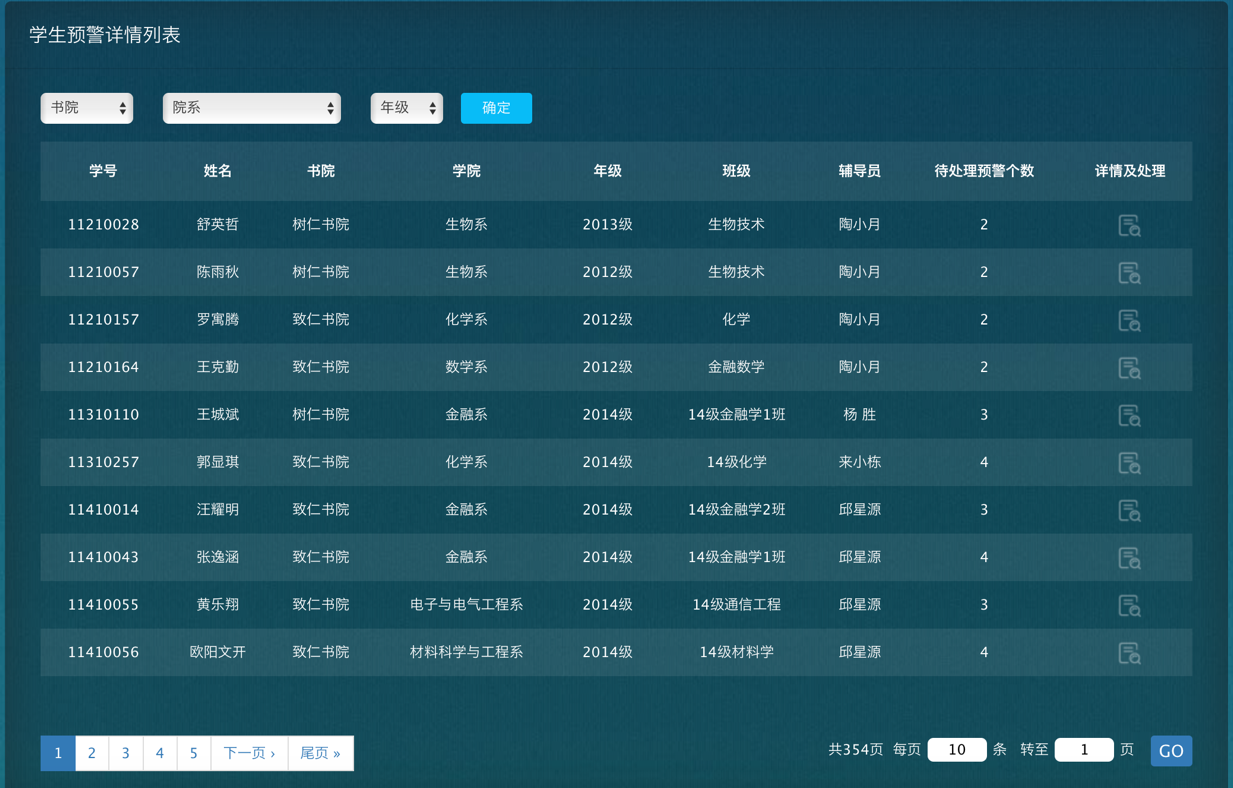 学生预警详情列表
书院 院系 年级 确定
学号 姓名 书院 学院 年级 班级 辅导员 待处理预警个数 详情及处理
11210028 舒英哲 树仁书院 生物系 2013级 生物技术 陶小月 2
11210057 陈雨秋 树仁书院 生物系 2012级 生物技术 陶小月 2
11210157 罗寓腾 致仁书院 化学系 2012级 化学 陶小月 2
11210164 王克勤 致仁书院 数学系 2012级 金融数学 陶小月 2
11310110 王城斌 树仁书院 金融系 2014级 14级金融学1班 杨 胜 3
11310257 郭显琪 致仁书院 化学系 2014级 14级化学 来小栋 4
11410014 汪耀明 致仁书院 金融系 2014级 14级金融学2班 邱星源 3
11410043 张逸涵 致仁书院 金融系 2014级 14级金融学1班 邱星源 4
11410055 黄乐翔 致仁书院 电子与电气工程系 2014级 14级通信工程 邱星源 3
11410056 欧阳文开 致仁书院 材料科学与工程系 2014级 14级材料学 邱星源 4
1 2 3 4 5 下一页 › 尾页 » 共354页 每页 10 条 转至 1 页 GO